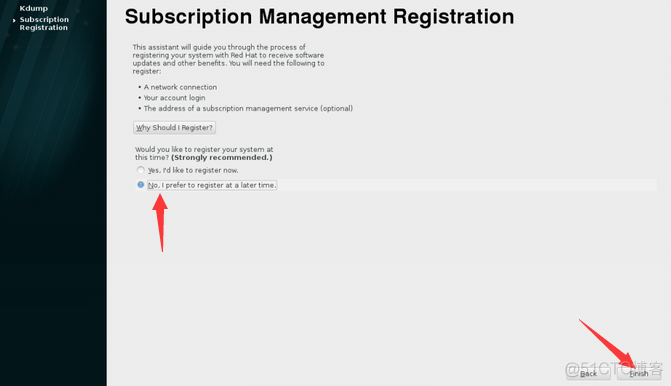 Kdump
Subscription
Registration
Subscription Management Registration
This assistant will guide you through the process of
registering your system with Red Hat to receive software
updates and other benefits. You will need the following to
register:
• A network connection
• Your account login
• The address of a subscription management service (optional)
Why Should I Register?
Would you like to register your system at
this time? (Strongly recommended.)
Yes, I'd like to register now.
No, I prefer to register at a later time.
Back
Finish
@51CTO博客